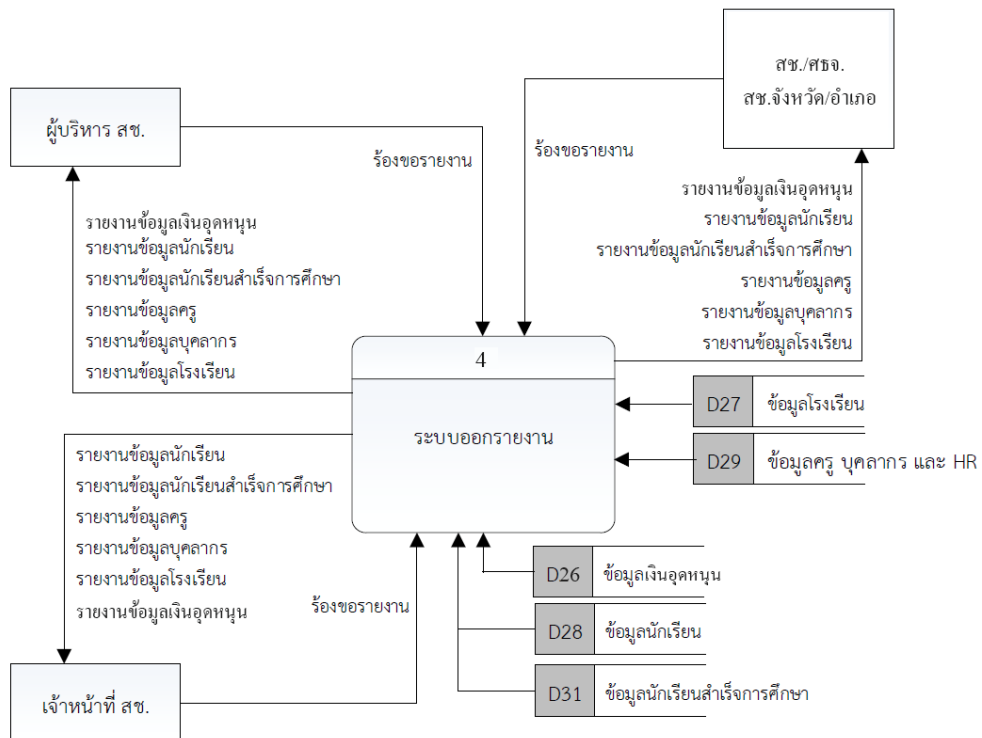 สช./ศธจ.
สช.จังหวัด/อำเภอ
ผู้บริหาร สช.
ร้องขอรายงาน
ร้องขอรายงาน
รายงานข้อมูลเงินอุดหนุน
รายงานข้อมูลนักเรียน
รายงานข้อมูลนักเรียนสำเร็จการศึกษา
รายงานข้อมูลครู
รายงานข้อมูลบุคลากร
รายงานข้อมูลโรงเรียน
รายงานข้อมูลเงินอุดหนุน
รายงานข้อมูลนักเรียน
รายงานข้อมูลนักเรียนสำเร็จการศึกษา
รายงานข้อมูลครู
รายงานข้อมูลบุคลากร
รายงานข้อมูลโรงเรียน
4
ระบบออกรายงาน
D27 ข้อมูลโรงเรียน
D29 ข้อมูลครู บุคลากร และ HR
รายงานข้อมูลนักเรียน
รายงานข้อมูลนักเรียนสำเร็จการศึกษา
รายงานข้อมูลครู
รายงานข้อมูลบุคลากร
รายงานข้อมูลโรงเรียน
รายงานข้อมูลเงินอุดหนุน
ร้องขอรายงาน
D26 ข้อมูลเงินอุดหนุน
D28 ข้อมูลนักเรียน
D31 ข้อมูลนักเรียนสำเร็จการศึกษา
เจ้าหน้าที่ สช.